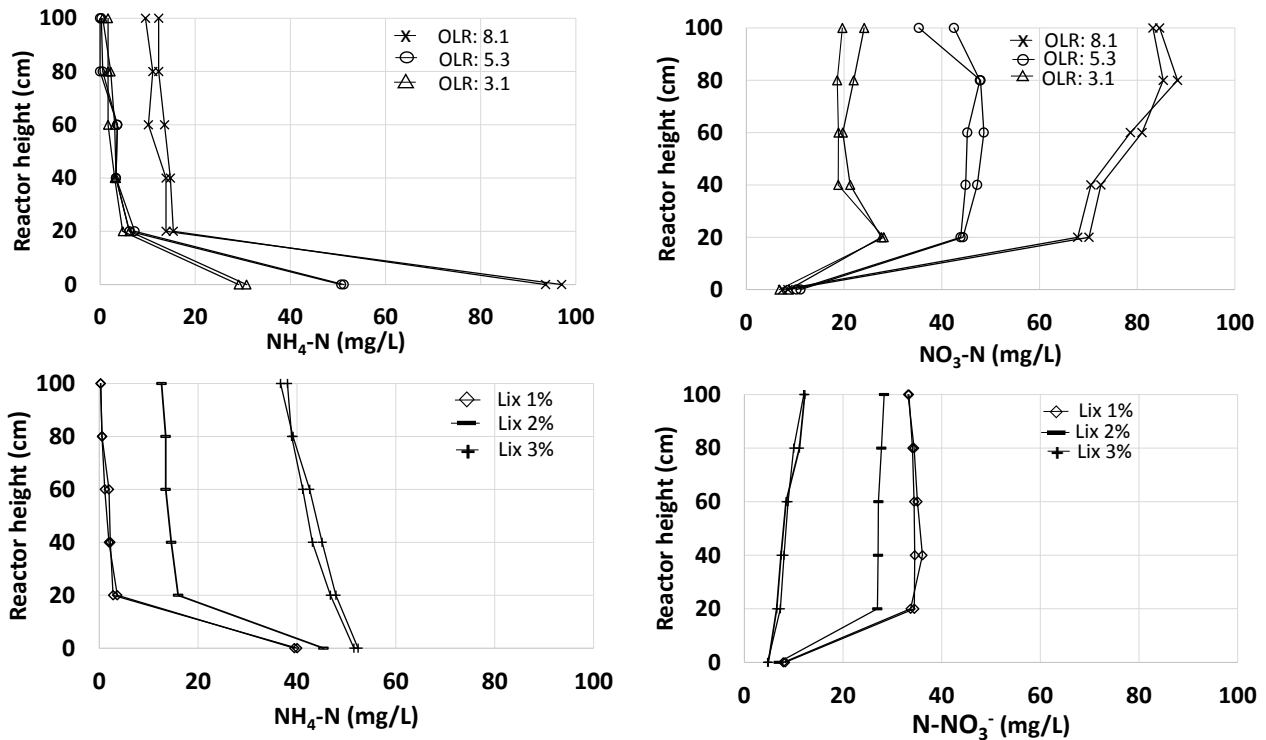 100
80
60
40
20
0
Reactor height (cm)
OLR: 8.1
OLR: 5.3
OLR: 3.1
0 20 40 60 80 100
NH₄-N (mg/L)
100
80
60
40
20
0
Reactor height (cm)
OLR: 8.1
OLR: 5.3
OLR: 3.1
0 20 40 60 80 100
NO₃-N (mg/L)
100
80
60
40
20
0
Reactor height (cm)
Lix 1%
Lix 2%
Lix 3%
0 20 40 60 80 100
NH₄-N (mg/L)
100
80
60
40
20
0
Reactor height (cm)
Lix 1%
Lix 2%
Lix 3%
0 20 40 60 80 100
N-NO₃⁻ (mg/L)